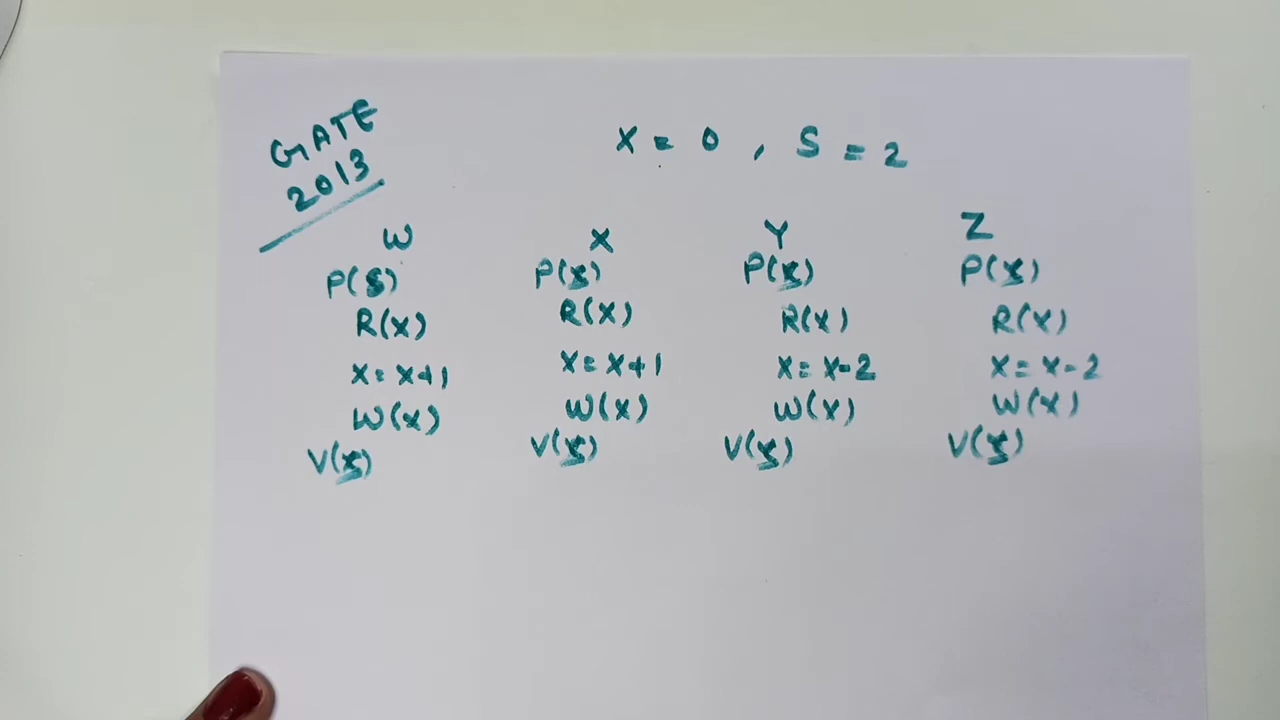 GATE
2013
X = 0 , S = 2
W X Y Z
P(S) P(S) P(S) P(S)
R(X) R(X) R(X) R(X)
X = X+1 X = X+1 X = X-2 X = X-2
W(X) W(X) W(X) W(X)
V(S) V(S) V(S) V(S)